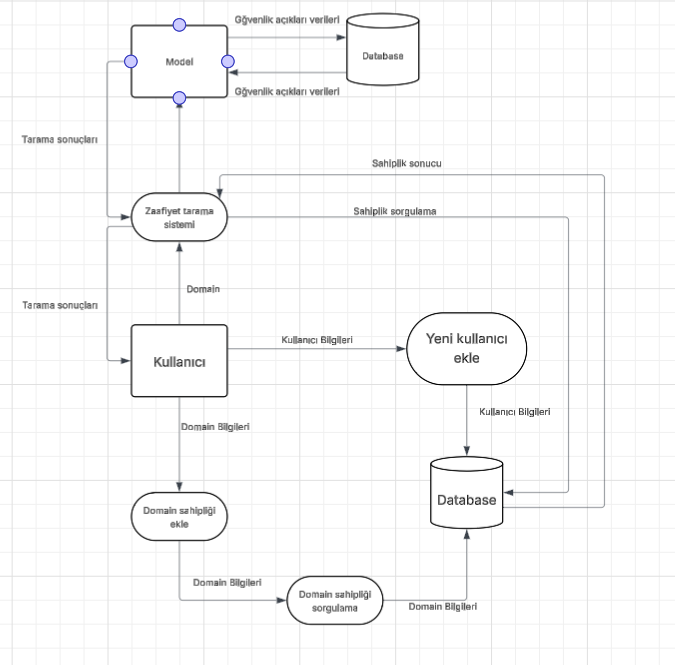 Gğvenlik açıkları verileri
Model
Database
Gğvenlik açıkları verileri
Tarama sonuçları
Sahiplik sonucu
Zaafiyet tarama
sistemi
Sahiplik sorgulama
Domain
Tarama sonuçları
Kullanıcı Bilgileri
Yeni kullanıcı
ekle
Kullanıcı
Kullanıcı Bilgileri
Domain Bilgileri
Database
Domain sahipliği
ekle
Domain Bilgileri
Domain sahipliği
sorgulama
Domain Bilgileri